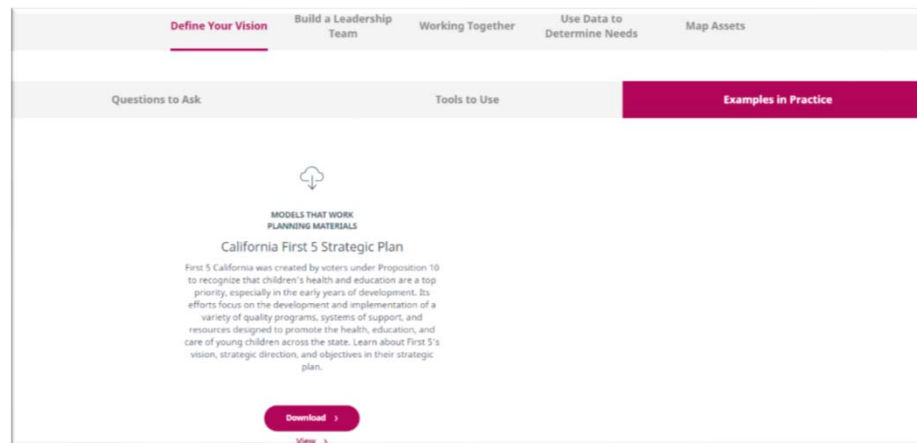 Define Your Vision
Build a Leadership
Team
Working Together
Use Data to
Determine Needs
Map Assets
Questions to Ask
Tools to Use
Examples in Practice
MODELS THAT WORK
PLANNING MATERIALS
California First 5 Strategic Plan
First 5 California was created by voters under Proposition 10
to recognize that children's health and education are a top
priority, especially in the early years of development. Its
efforts focus on the development and implementation of a
variety of quality programs, systems of support, and
resources designed to promote the health, education, and
care of young children across the state. Learn about First 5's
vision, strategic direction, and objectives in their strategic
plan.
Download >
View >